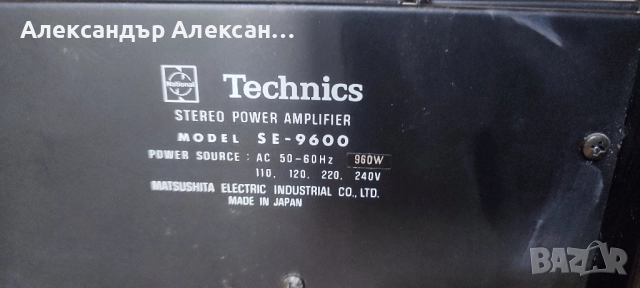 Александър Алексан…
National
Technics
STEREO POWER AMPLIFIER
MODEL SE-9600
POWER SOURCE : AC 50-60Hz 960W
110. 120. 220. 240V
MATSUSHITA ELECTRIC INDUSTRIAL CO., LTD.
MADE IN JAPAN
BAZAR